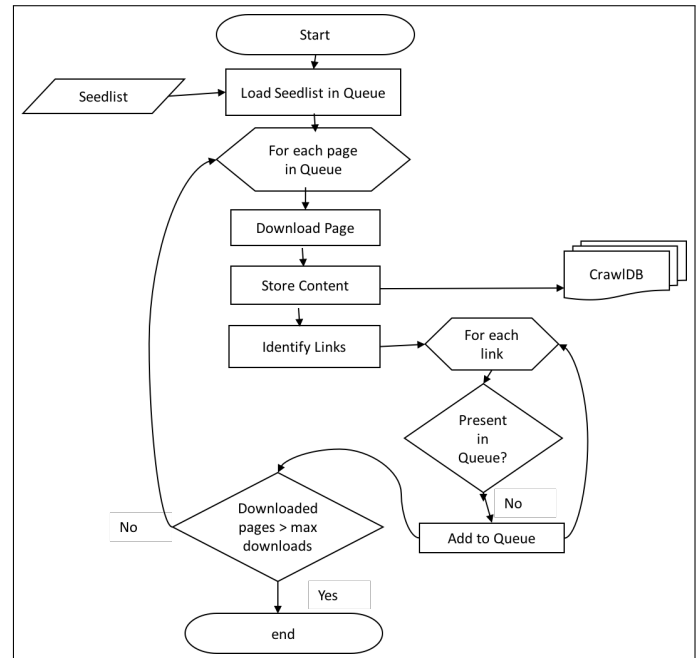 Start
Seedlist
Load Seedlist in Queue
For each page
in Queue
Download Page
Store Content
CrawlDB
Identify Links
For each
link
Present
in
Queue?
No
Add to Queue
Downloaded
pages > max
downloads
No
Yes
end